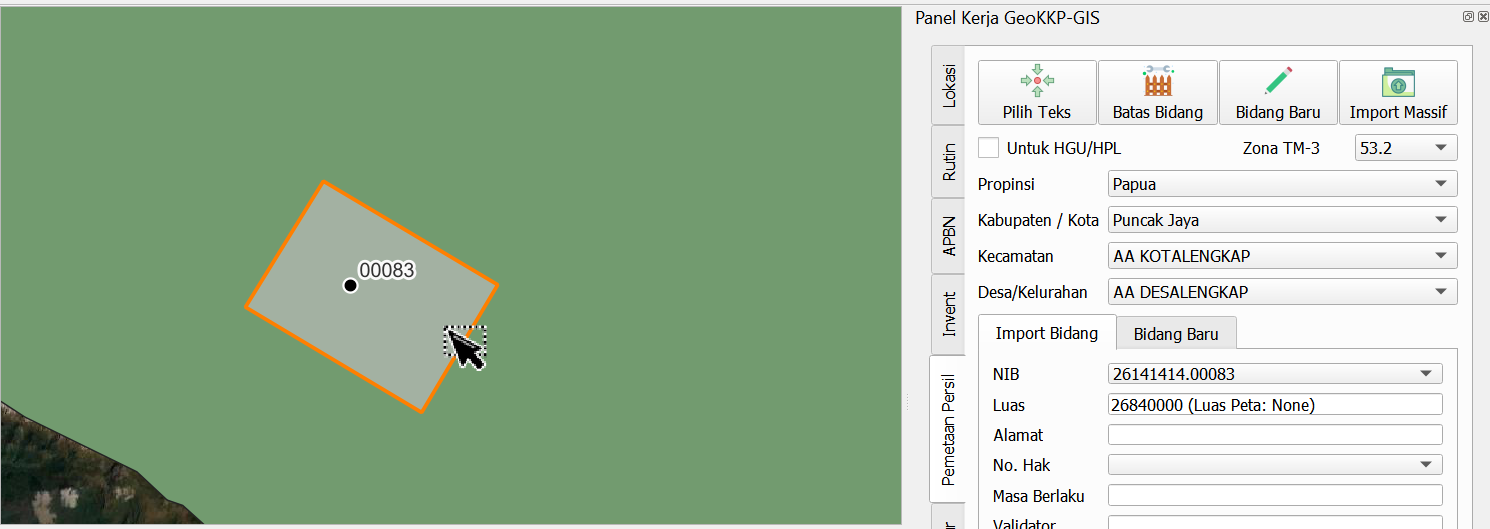 Panel Kerja GeoKKP-GIS
Lokasi
Rutin
APBN
Invent
Pemetaan Persil
Pilih Teks
Batas Bidang
Bidang Baru
Import Massif
Untuk HGU/HPL
Zona TM-3
53.2
Propinsi
Papua
Kabupaten / Kota
Puncak Jaya
Kecamatan
AA KOTALENGKAP
Desa/Kelurahan
AA DESALENGKAP
Import Bidang
Bidang Baru
NIB
26141414.00083
Luas
26840000 (Luas Peta: None)
Alamat
No. Hak
Masa Berlaku
Validator
00083